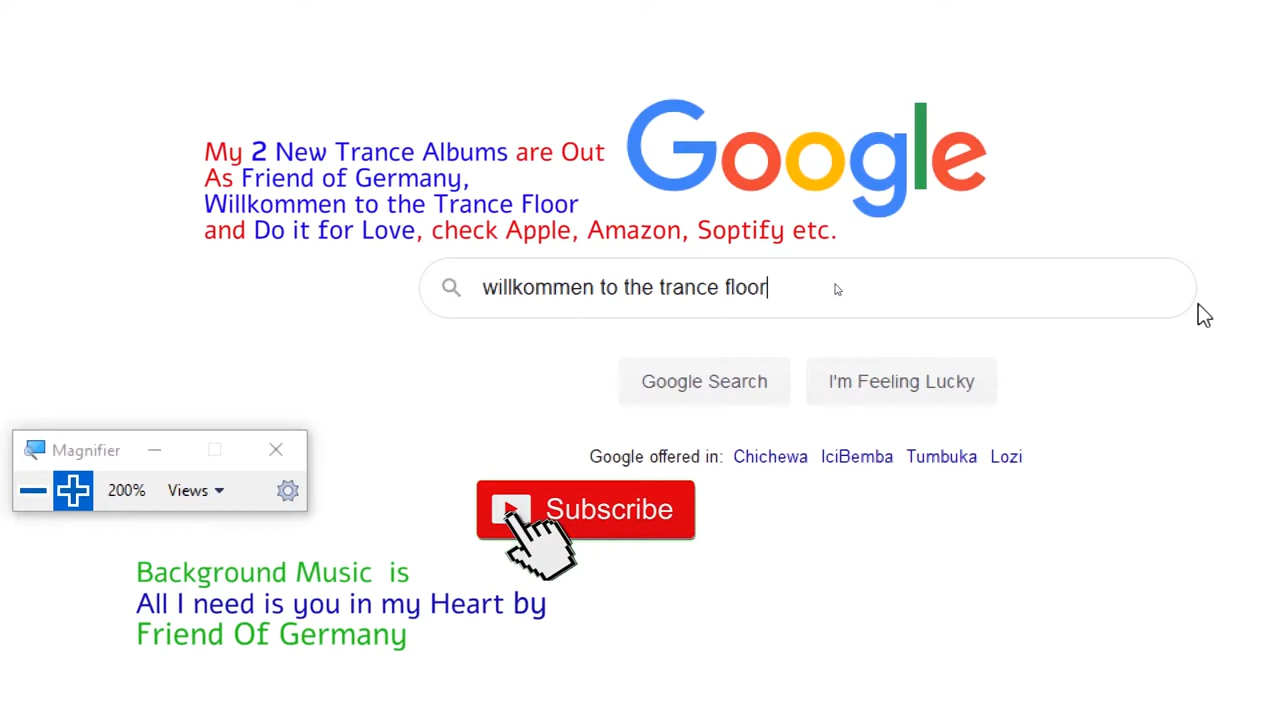 Google
My 2 New Trance Albums are Out
As Friend of Germany,
Willkommen to the Trance Floor
and Do it for Love, check Apple, Amazon, Soptify etc.
willkommen to the trance floor
Google Search
I'm Feeling Lucky
Magnifier
200%
Views
Google offered in: Chichewa IciBemba Tumbuka Lozi
Subscribe
Background Music is
All I need is you in my Heart by
Friend Of Germany